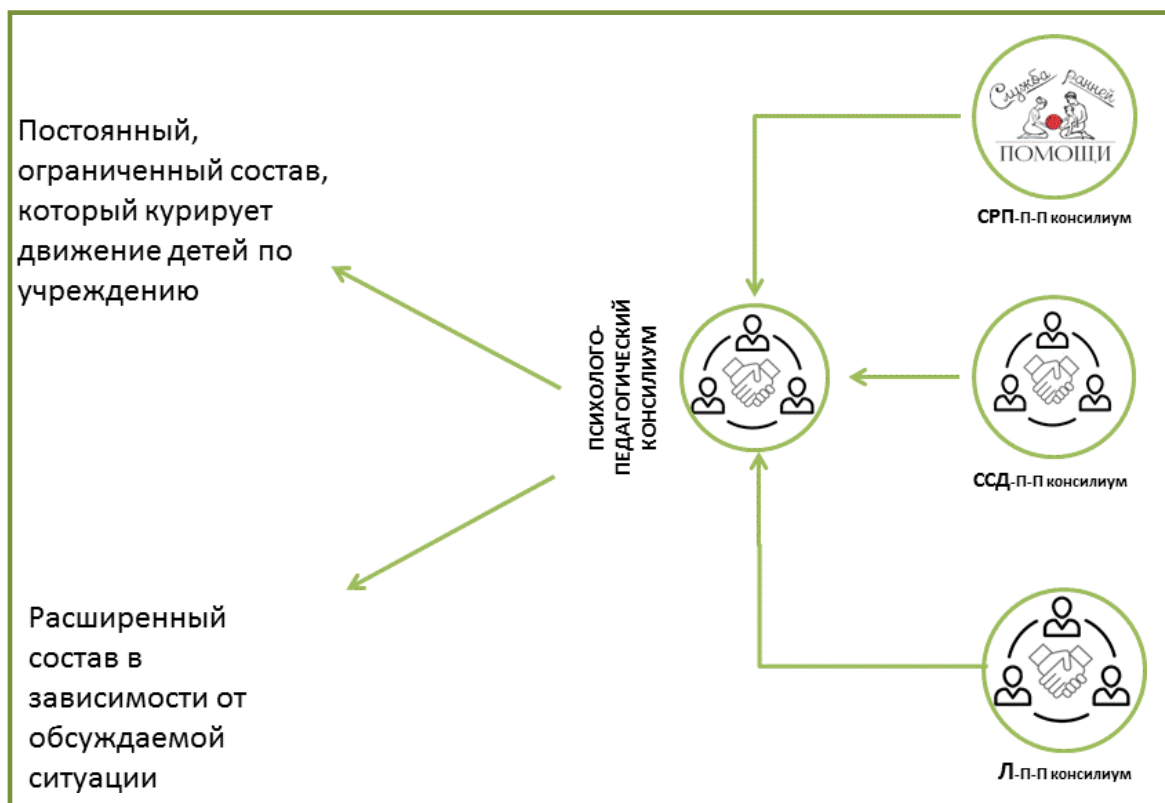 Постоянный,
ограниченный состав,
который курирует
движение детей по
учреждению
Расширенный
состав в
зависимости от
обсуждаемой
ситуации
ПСИХОЛОГО-
ПЕДАГОГИЧЕСКИЙ
КОНСИЛИУМ
Служба ранней
ПОМОЩИ
СРП-П-П консилиум
ССД-П-П консилиум
Л-П-П консилиум